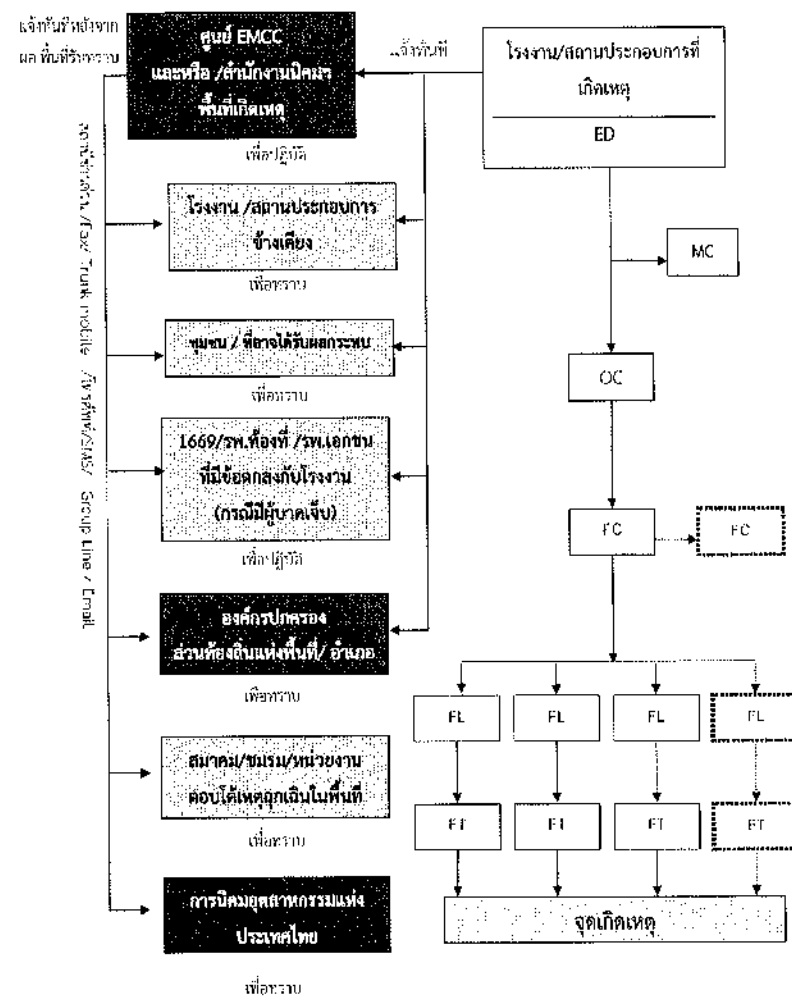 แจ้งทันทีหลังจาก
ผอ.พื้นที่รับทราบ
ศูนย์ EMCC
และหรือ /สำนักงานนิคมฯ
พื้นที่เกิดเหตุ
เพื่อปฏิบัติ
แจ้งทันที
โรงงาน/สถานประกอบการที่
เกิดเหตุ
ED
/Fax/ Trunk mobile /โทรศัพท์/SMS/ Group Line / Email
โรงงาน /สถานประกอบการ
ข้างเคียง
เพื่อทราบ
MC
ชุมชน / ที่อาจได้รับผลกระทบ
เพื่อทราบ
OC
1669/รพ.ท้องที่ /รพ.เอกชน
ที่มีข้อตกลงกับโรงงาน
(กรณีมีผู้บาดเจ็บ)
เพื่อปฏิบัติ
FC
FC
องค์กรปกครอง
ส่วนท้องถิ่นแห่งพื้นที่/ อำเภอ
เพื่อทราบ
FL
FL
FL
FL
สมาคม/ชมรม/หน่วยงาน
ตอบโต้เหตุฉุกเฉินในพื้นที่
เพื่อทราบ
FT
FT
FT
FT
การนิคมอุตสาหกรรมแห่ง
ประเทศไทย
เพื่อทราบ
จุดเกิดเหตุ